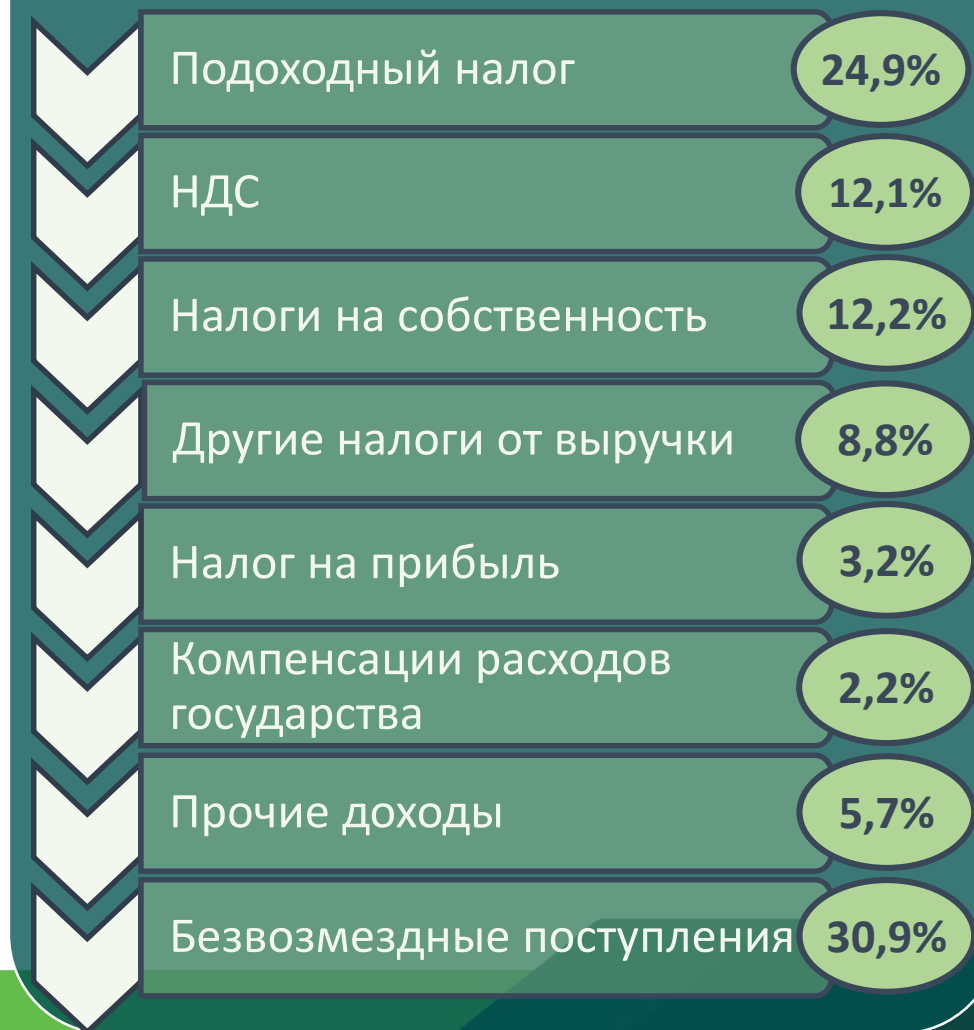 Подоходный налог 24,9%
НДС 12,1%
Налоги на собственность 12,2%
Другие налоги от выручки 8,8%
Налог на прибыль 3,2%
Компенсации расходов
государства 2,2%
Прочие доходы 5,7%
Безвозмездные поступления 30,9%